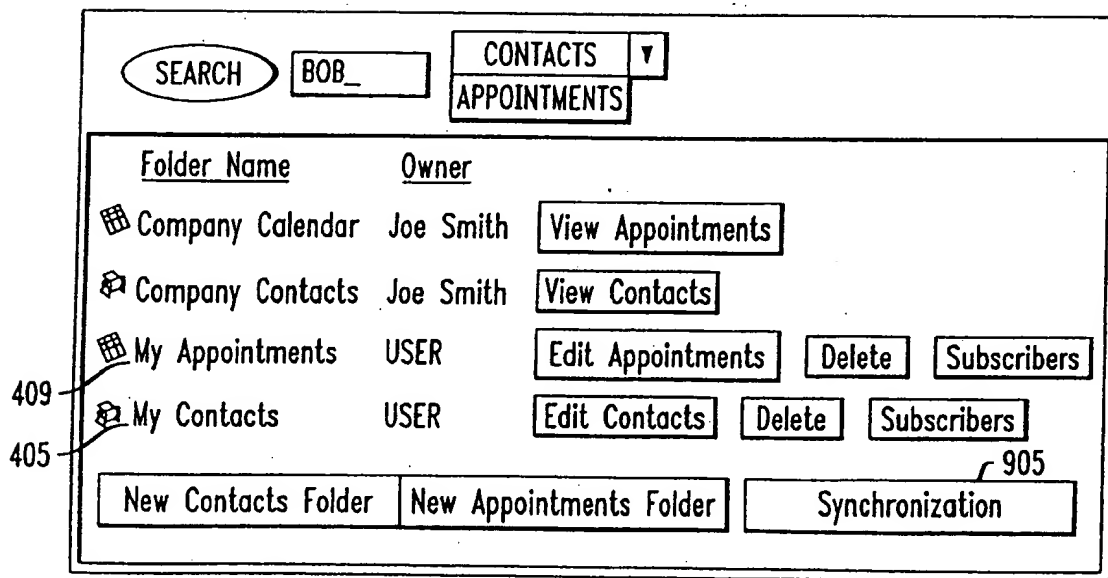 SEARCH BOB_ CONTACTS
APPOINTMENTS
Folder Name Owner
Company Calendar Joe Smith View Appointments
Company Contacts Joe Smith View Contacts
My Appointments USER Edit Appointments Delete Subscribers
409
My Contacts USER Edit Contacts Delete Subscribers
405
905
New Contacts Folder New Appointments Folder Synchronization